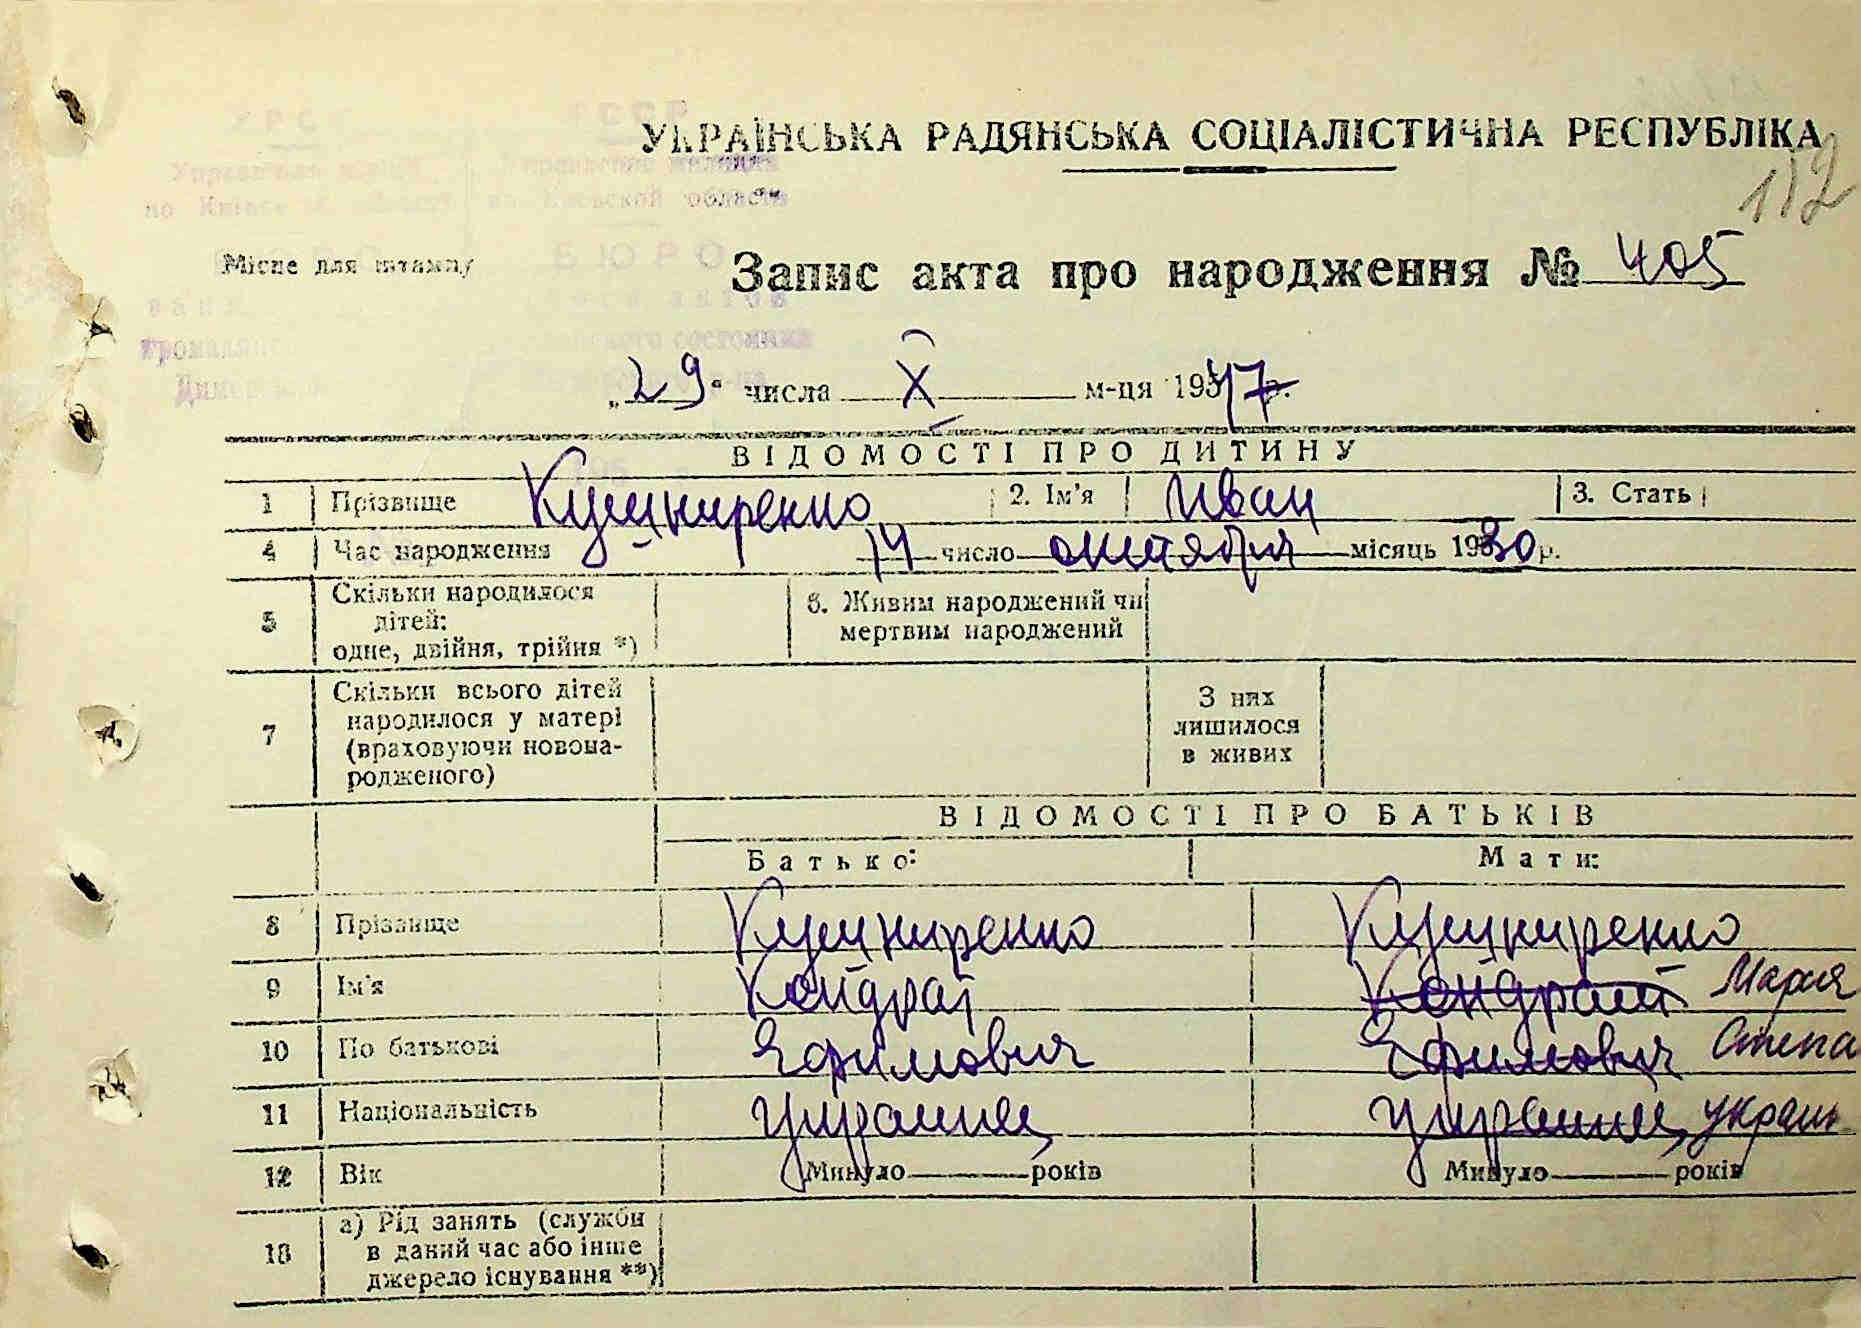 УКРАЇНСЬКА РАДЯНСЬКА СОЦІАЛІСТИЧНА РЕСПУБЛІКА
112
Місце для штампу
Запис акта про народження № 405
„29“ числа X м-ця 1947 р.
ВІДОМОСТІ ПРО ДИТИНУ
1 Прізвище Кушниренко 2. Ім'я Иван 3. Стать
4 Час народження 14 число октября місяць 1930 р.
5 Скільки народилося дітей: одне, двійня, трійня *) 6. Живим народжений чи мертвим народжений
7 Скільки всього дітей народилося у матері (враховуючи новонародженого) З них лишилося в живих
ВІДОМОСТІ ПРО БАТЬКІВ
Батько: Мати:
8 Прізвище Кушниренко Кушниренко
9 Ім'я Кондрат Кондрат Мария
10 По батькові Ефимович Ефимович Степа
11 Національність украинец украинец украин
12 Вік Минуло років Минуло років
13 а) Рід занять (служби в даний час або інше джерело існування **)